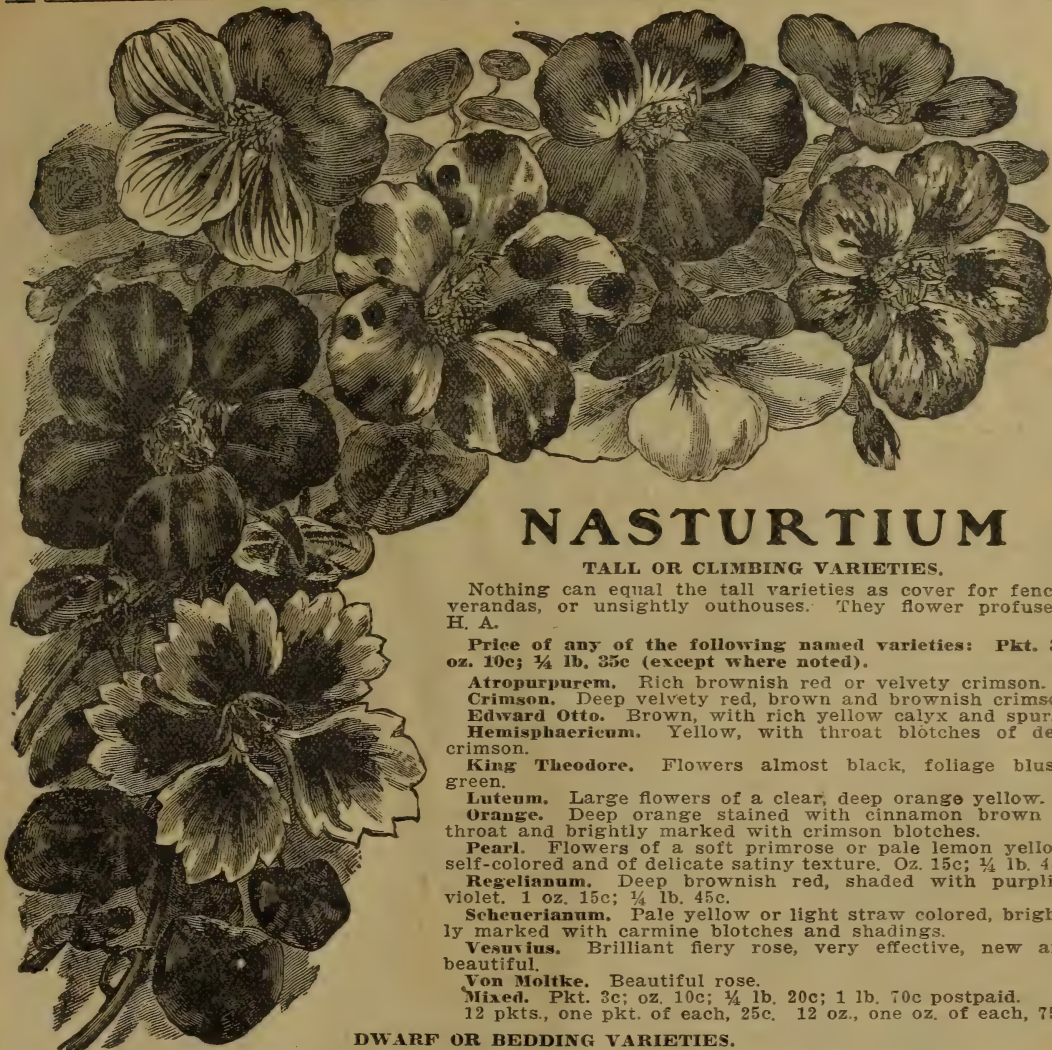 NASTURTIUM
TALL OR CLIMBING VARIETIES.
Nothing can equal the tall varieties as cover for
verandas, or unsightly outhouses. They flower
H. A.
Price of any of the following named varieties: Pkt.
oz. 10c; ¼ lb. 35c (except where noted).
Atropurpurem. Rich brownish red or velvety crimson.
Crimson. Deep velvety red, brown and brownish
Edward Otto. Brown, with rich yellow calyx and spur
Hemisphaericum. Yellow, with throat blotches of
crimson.
King Theodore. Flowers almost black, foliage
green.
Luteum. Large flowers of a clear, deep orange yellow.
Orange. Deep orange stained with cinnamon brown
throat and brightly marked with crimson blotches.
Pearl. Flowers of a soft primrose or pale lemon
self-colored and of delicate satiny texture. Oz. 15c; ¼ lb.
Regelianum. Deep brownish red, shaded with
violet. 1 oz. 15c; ¼ lb. 45c.
Scheuerianum. Pale yellow or light straw colored, brigh
ly marked with carmine blotches and shadings.
Vesuvius. Brilliant fiery rose, very effective, new
beautiful.
Von Moltke. Beautiful rose.
Mixed. Pkt. 3c; oz. 10c; ¼ lb. 20c; 1 lb. 70c postpaid.
12 pkts., one pkt. of each, 25c. 12 oz., one oz. of each,
DWARF OR BEDDING VARIETIES.